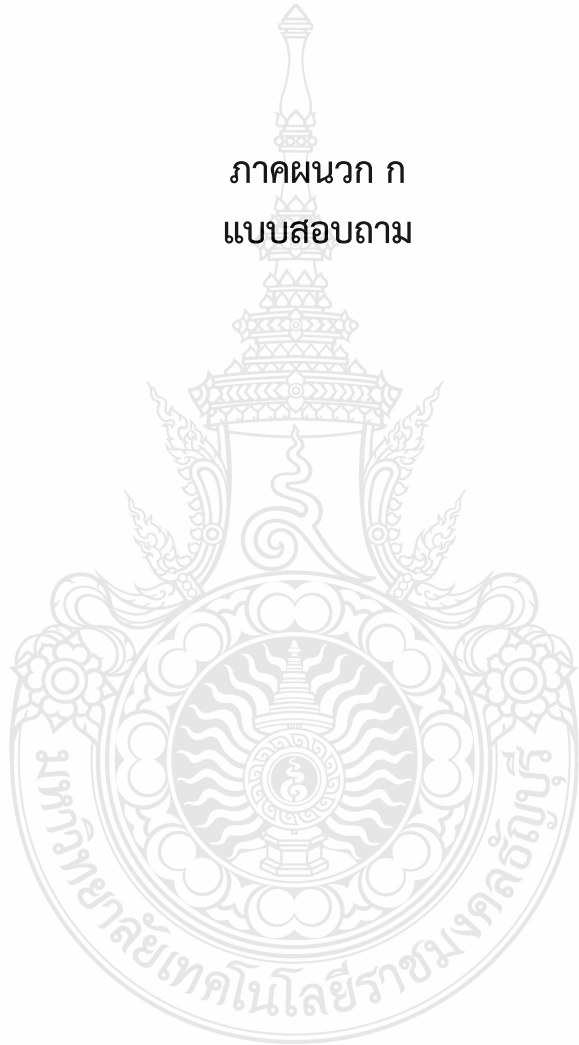 ภาคผนวก ก
แบบสอบถาม
มหาวิทยาลัยเทคโนโลยีราชมงคลธัญบุรี